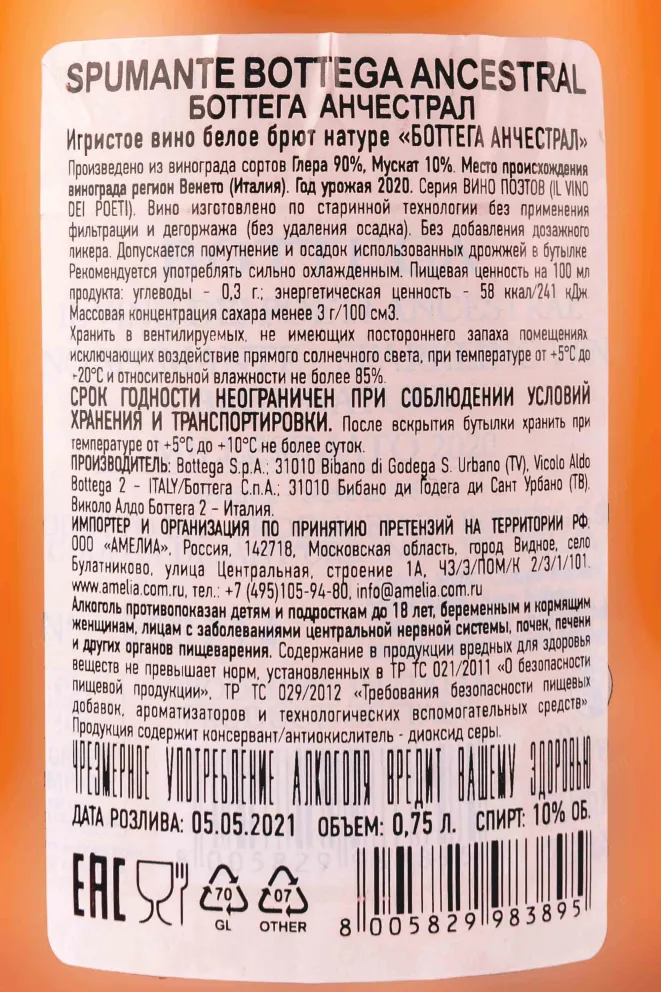 SPUMANTE BOTTEGA ANCESTRAL
БОТТЕГА АНЧЕСТРАЛ
Игристое вино белое брют натуре «БОТТЕГА АНЧЕСТРАЛ»
Произведено из винограда сортов Глера 90%, Мускат 10%. Место происхождения
винограда регион Венето (Италия). Год урожая 2020. Серия ВИНО ПОЭТОВ (IL VINO
DEI POETI). Вино изготовлено по старинной технологии без применения
фильтрации и дегоржажа (без удаления осадка). Без добавления дозажного
ликера. Допускается помутнение и осадок использованных дрожжей в бутылке.
Рекомендуется употреблять сильно охлажденным. Пищевая ценность на 100 мл
продукта: углеводы - 0,3 г.; энергетическая ценность - 58 ккал/241 кДж.
Массовая концентрация сахара менее 3 г/100 см3.
Хранить в вентилируемых, не имеющих постороннего запаха помещениях,
исключающих воздействие прямого солнечного света, при температуре от +5°C до
+20°C и относительной влажности не более 85%.
СРОК ГОДНОСТИ НЕОГРАНИЧЕН ПРИ СОБЛЮДЕНИИ УСЛОВИЙ
ХРАНЕНИЯ И ТРАНСПОРТИРОВКИ. После вскрытия бутылки хранить при
температуре от +5°C до +10°C не более суток.
ПРОИЗВОДИТЕЛЬ: Bottega S.p.A.; 31010 Bibano di Godega S. Urbano (TV), Vicolo Aldo
Bottega 2 - ITALY/Боттега С.п.А.; 31010 Бибано ди Годега ди Сант Урбано (ТВ).
Виколо Алдо Боттега 2 – Италия.
ИМПОРТЕР И ОРГАНИЗАЦИЯ ПО ПРИНЯТИЮ ПРЕТЕНЗИЙ НА ТЕРРИТОРИИ РФ:
ООО «АМЕЛИА», Россия, 142718, Московская область, город Видное, село
Булатниково, улица Центральная, строение 1А, ЧЗ/Э/ПОМ/К 2/3/1/101.
www.amelia.com.ru, тел.: +7 (495)105-94-80, info@amelia.com.ru
Алкоголь противопоказан детям и подросткам до 18 лет, беременным и кормящим
женщинам, лицам с заболеваниями центральной нервной системы, почек, печени
и других органов пищеварения. Содержание в продукции вредных для здоровья
веществ не превышает норм, установленных в ТР ТС 021/2011 «О безопасности
пищевой продукции», ТР ТС 029/2012 «Требования безопасности пищевых
добавок, ароматизаторов и технологических вспомогательных средств».
Продукция содержит консервант/антиокислитель - диоксид серы.
ЧРЕЗМЕРНОЕ УПОТРЕБЛЕНИЕ АЛКОГОЛЯ ВРЕДИТ ВАШЕМУ ЗДОРОВЬЮ
ДАТА РОЗЛИВА: 05.05.2021 ОБЪЕМ: 0,75 Л. СПИРТ: 10% ОБ.
EAC 70 GL 07 OTHER
8 005829 983895